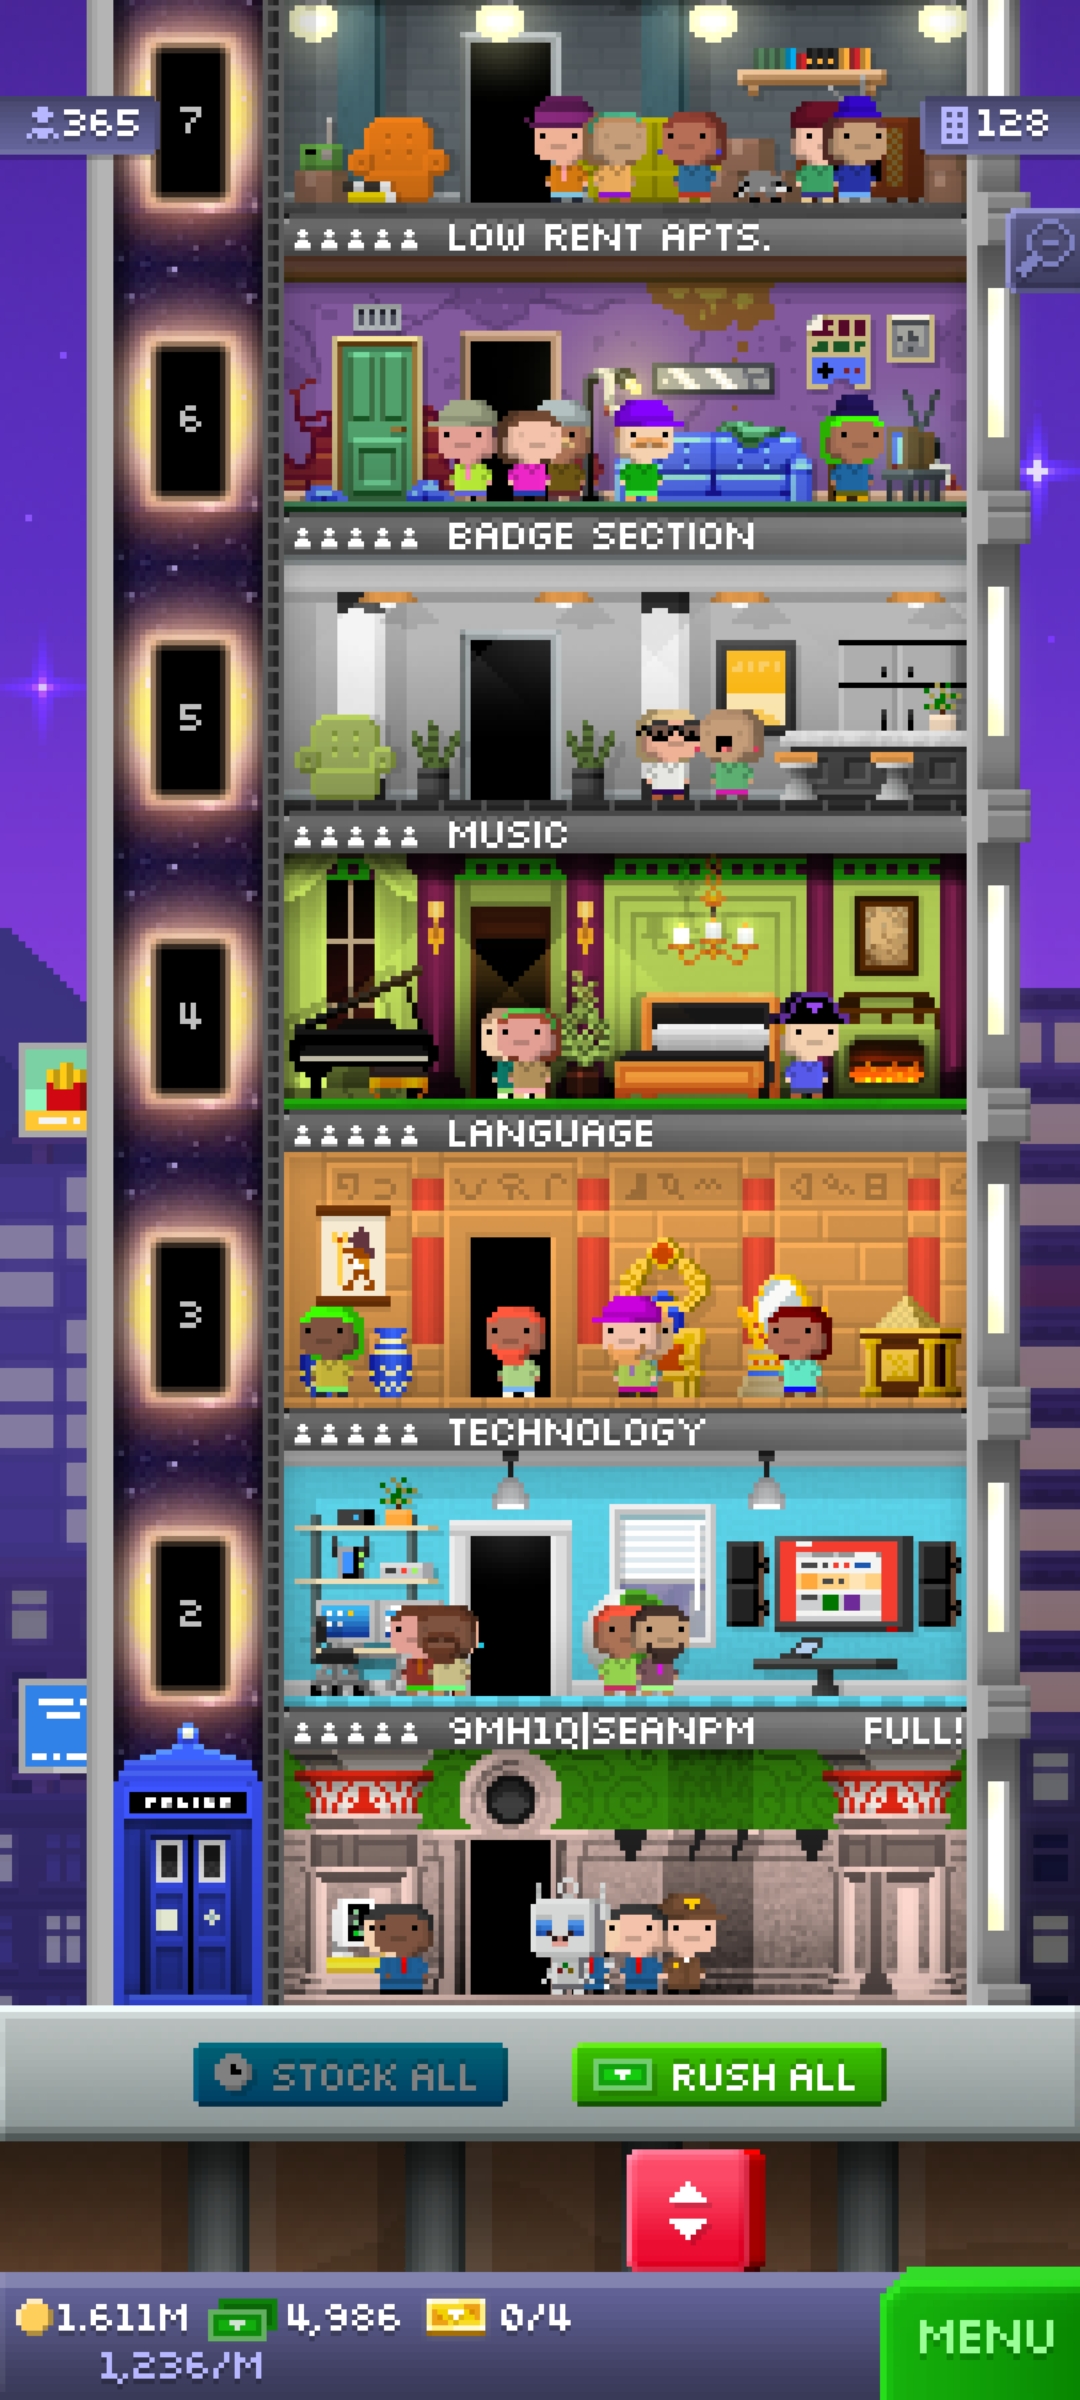 7
365
128
LOW RENT APTS.
6
BADGE SECTION
5
MUSIC
4
LANGUAGE
3
TECHNOLOGY
2
9MH1Q|SEANPM FULL!
POLICE
STOCK ALL
RUSH ALL
1.611M 4,986 0/4
1,236/M
MENU